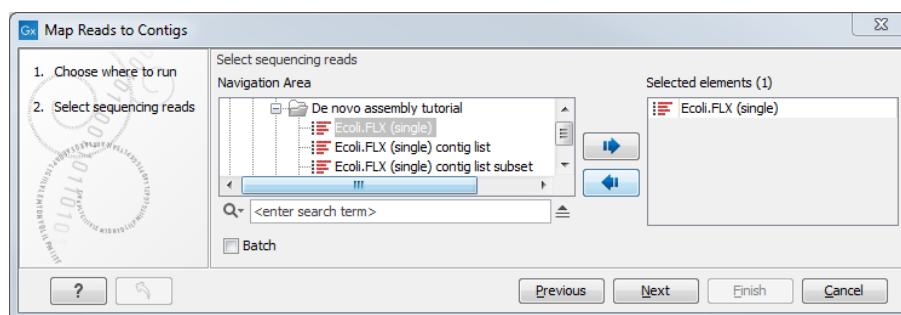 Gx Map Reads to Contigs
1. Choose where to run
2. Select sequencing reads
Select sequencing reads
Navigation Area
De novo assembly tutorial
Ecoli.FLX (single)
Ecoli.FLX (single) contig list
Ecoli.FLX (single) contig list subset
<enter search term>
Batch
Selected elements (1)
Ecoli.FLX (single)
?
Previous
Next
Finish
Cancel